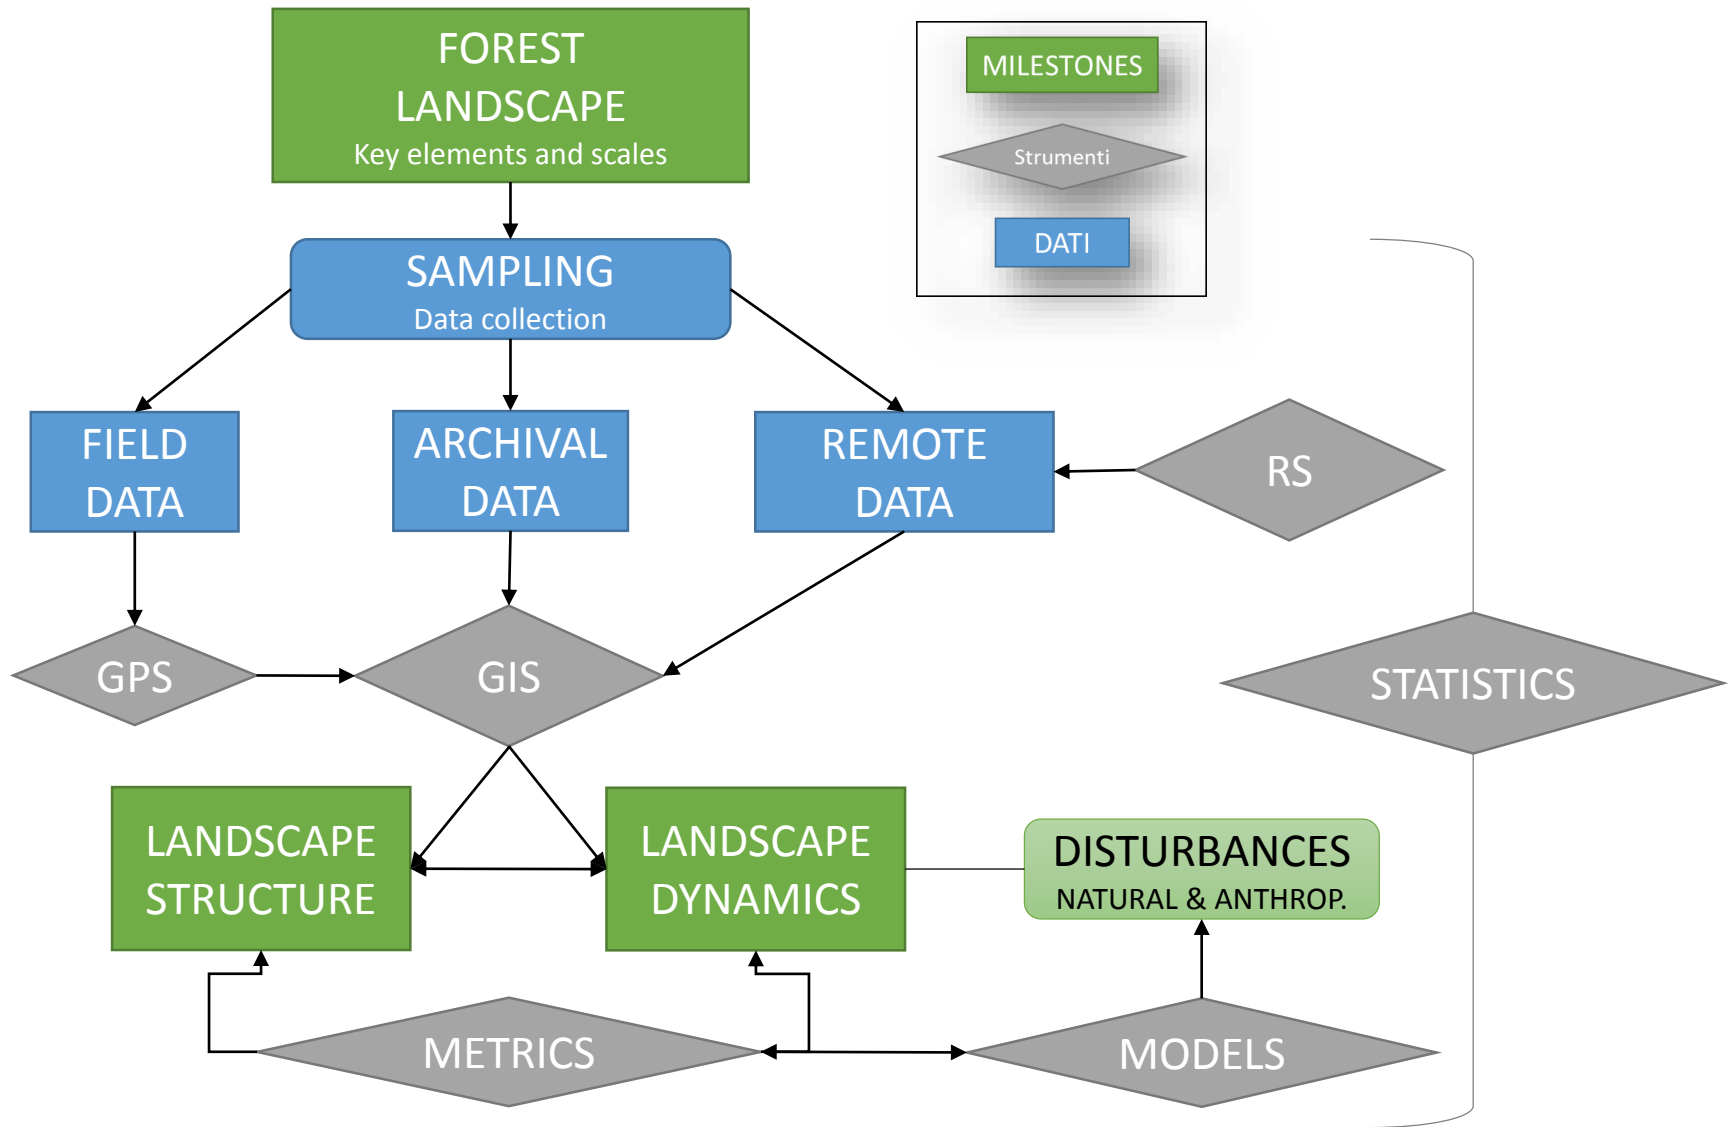 FOREST
LANDSCAPE
Key elements and scales
MILESTONES
Strumenti
DATI
SAMPLING
Data collection
FIELD
DATA
ARCHIVAL
DATA
REMOTE
DATA
RS
GPS
GIS
STATISTICS
LANDSCAPE
STRUCTURE
LANDSCAPE
DYNAMICS
DISTURBANCES
NATURAL & ANTHROP.
METRICS
MODELS